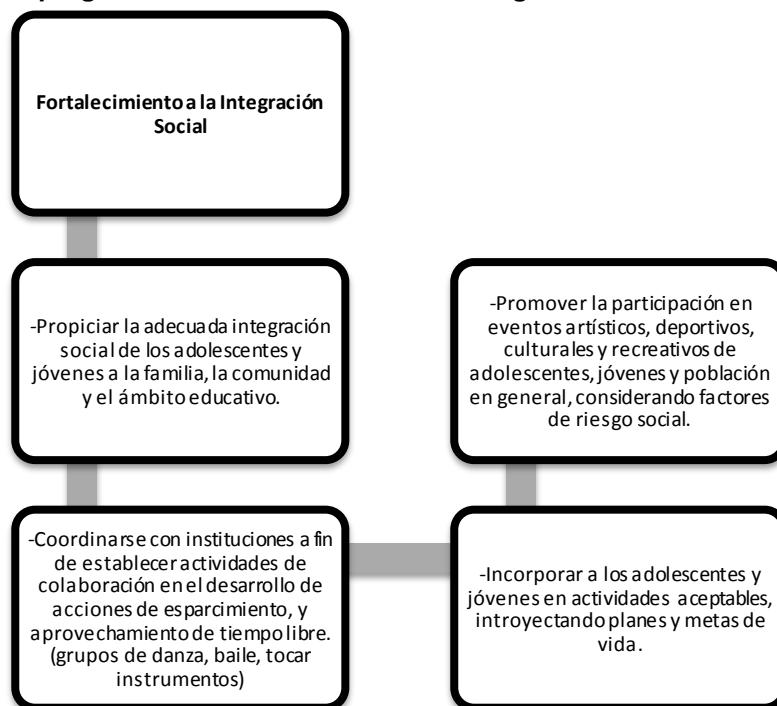 Fortalecimiento a la Integración
Social
-Propiciar la adecuada integración
social de los adolescentes y
jóvenes a la familia, la comunidad
y el ámbito educativo.
-Coordinarse con instituciones a fin
de establecer actividades de
colaboración en el desarrollo de
acciones de esparcimiento, y
aprovechamiento de tiempo libre.
(grupos de danza, baile, tocar
instrumentos)
-Incorporar a los adolescentes y
jóvenes en actividades aceptables,
introyectando planes y metas de
vida.
-Promover la participación en
eventos artísticos, deportivos,
culturales y recreativos de
adolescentes, jóvenes y población
en general, considerando factores
de riesgo social.